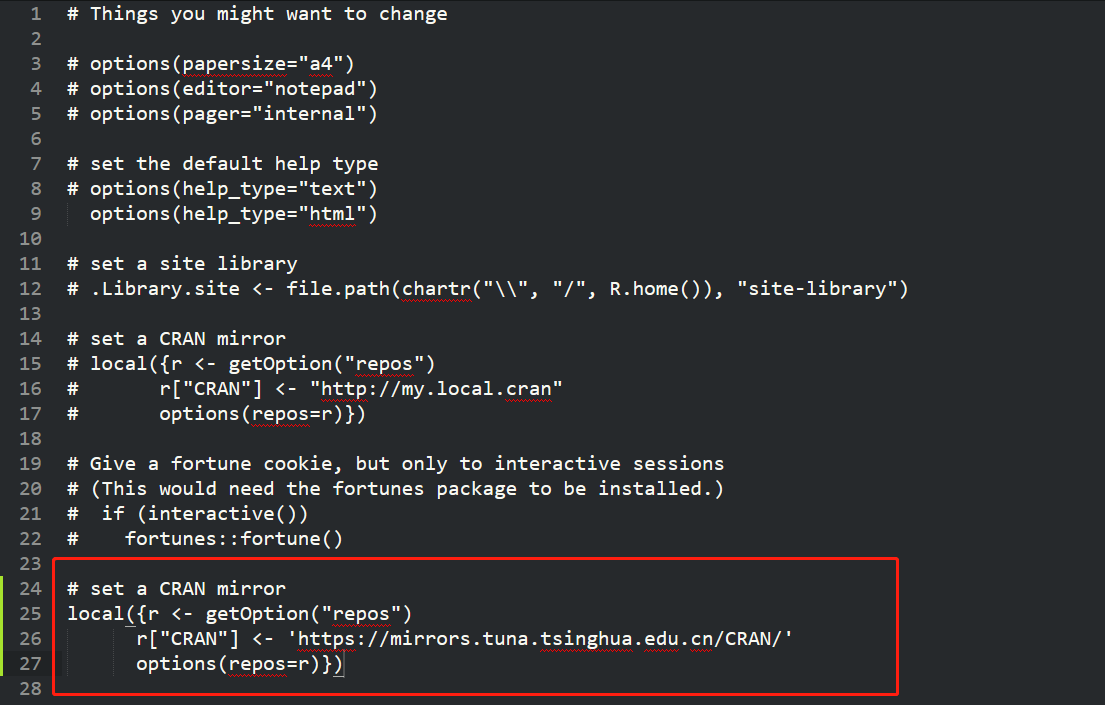 1 # Things you might want to change
2
3 # options(papersize="a4")
4 # options(editor="notepad")
5 # options(pager="internal")
6
7 # set the default help type
8 # options(help_type="text")
9   options(help_type="html")
10
11 # set a site library
12 # .Library.site <- file.path(chartr("\\", "/", R.home()), "site-library")
13
14 # set a CRAN mirror
15 # local({r <- getOption("repos")
16 #       r["CRAN"] <- "http://my.local.cran"
17 #       options(repos=r)})
18
19 # Give a fortune cookie, but only to interactive sessions
20 # (This would need the fortunes package to be installed.)
21 #  if (interactive())
22 #    fortunes::fortune()
23
24 # set a CRAN mirror
25 local({r <- getOption("repos")
26       r["CRAN"] <- 'https://mirrors.tuna.tsinghua.edu.cn/CRAN/'
27       options(repos=r)})
28